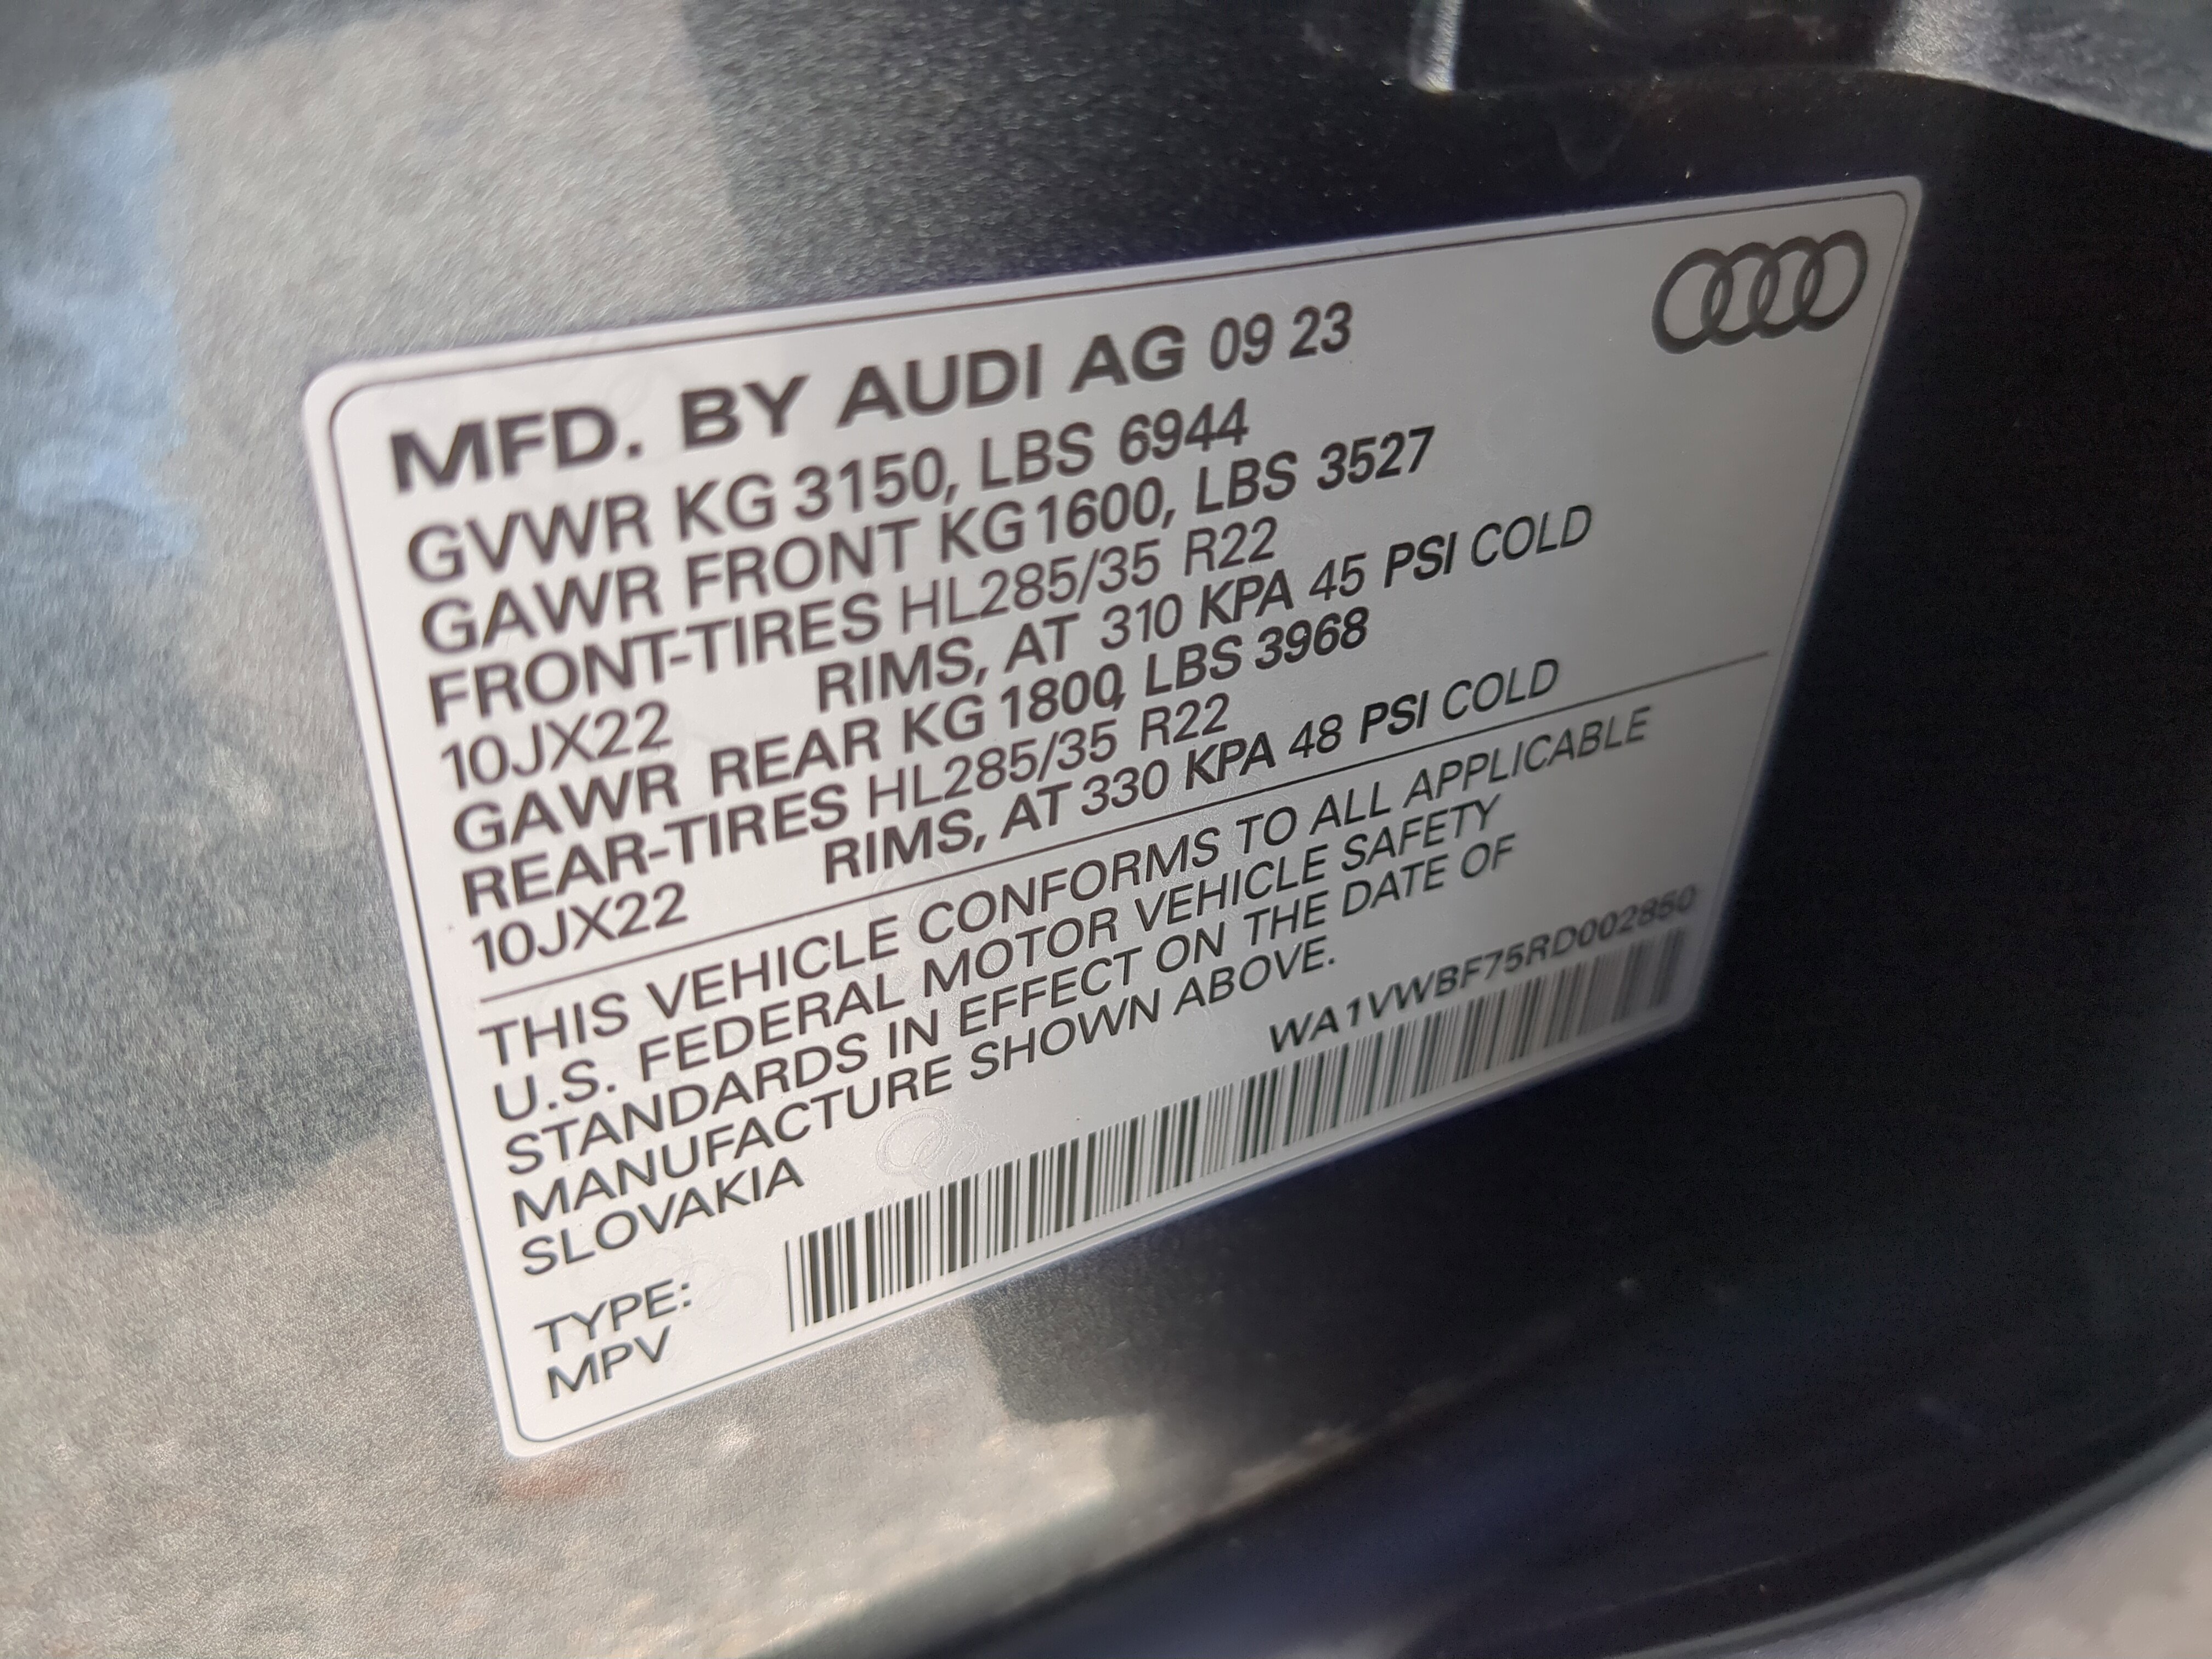 MFD. BY AUDI AG 09 23
GVWR KG 3150, LBS 6944
GAWR FRONT KG 1600, LBS 3527
FRONT-TIRES HL285/35 R22
10JX22 RIMS, AT 310 KPA 45 PSI COLD
GAWR REAR KG 1800, LBS 3968
REAR-TIRES HL285/35 R22
10JX22 RIMS, AT 330 KPA 48 PSI COLD
THIS VEHICLE CONFORMS TO ALL APPLICABLE
U.S. FEDERAL MOTOR VEHICLE SAFETY
STANDARDS IN EFFECT ON THE DATE OF
MANUFACTURE SHOWN ABOVE.
SLOVAKIA
WA1VWBF75RD002850
TYPE:
MPV